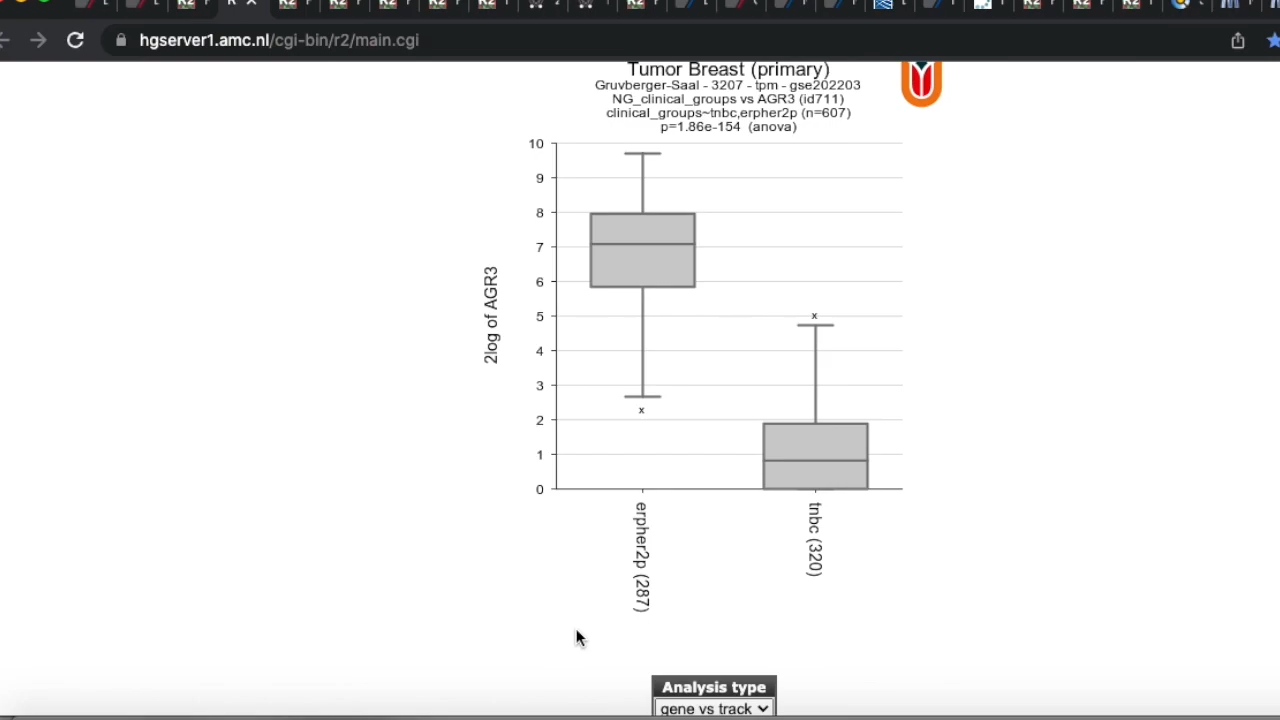 hgserver1.amc.nl/cgi-bin/r2/main.cgi
Tumor Breast (primary)
Gruvberger-Saal - 3207 - tpm - gse202203
NG_clinical_groups vs AGR3 (id711)
clinical_groups~tnbc,erpher2p (n=607)
p=1.86e-154 (anova)
10
9
8
7
6
5
4
3
2
1
0
2log of AGR3
x
x
erpher2p (287)
tnbc (320)
Analysis type
gene vs track